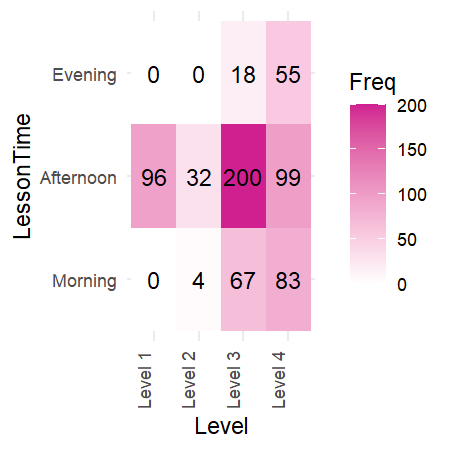 Evening 0 0 18 55
Afternoon 96 32 200 99
Morning 0 4 67 83
Level 1 Level 2 Level 3 Level 4
Level
LessonTime
Freq
200
150
100
50
0